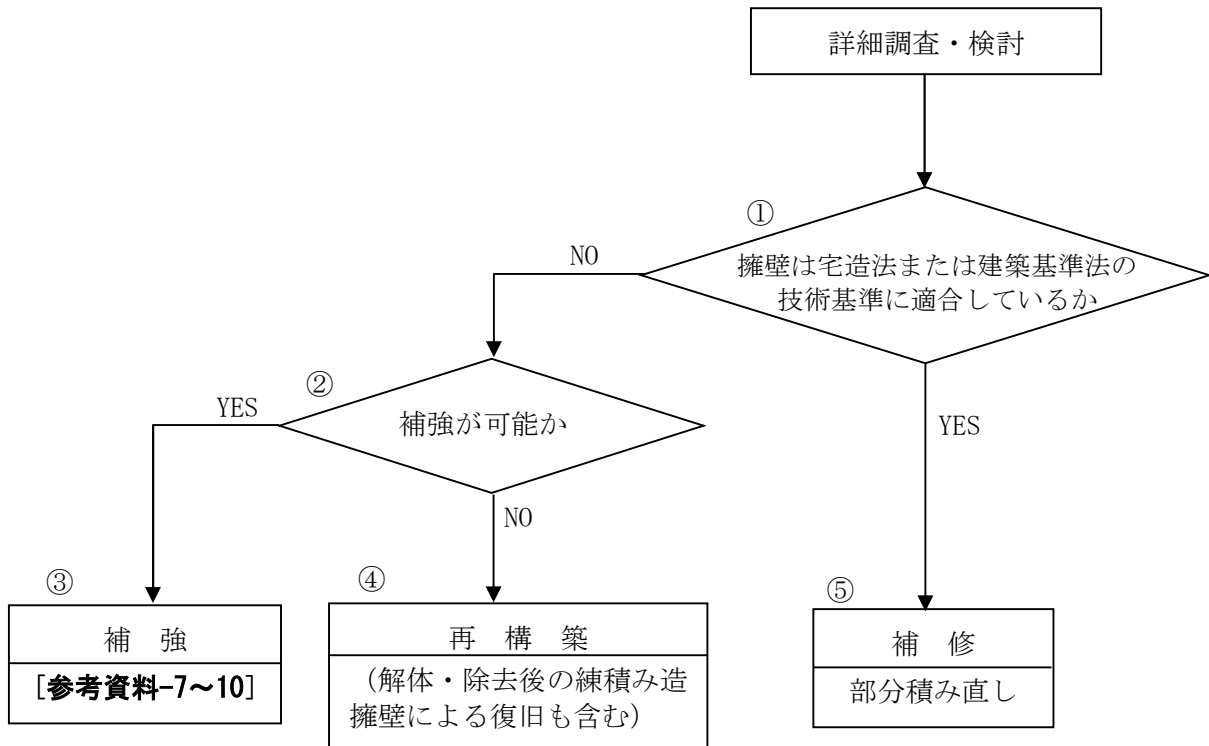 詳細調査・検討
①
擁壁は宅造法または建築基準法の
技術基準に適合しているか
NO
②
YES
補強が可能か
YES
NO
③
補　強
[参考資料-7～10]
④
再　構　築
（解体・除去後の練積み造
擁壁による復旧も含む）
⑤
補　修
部分積み直し